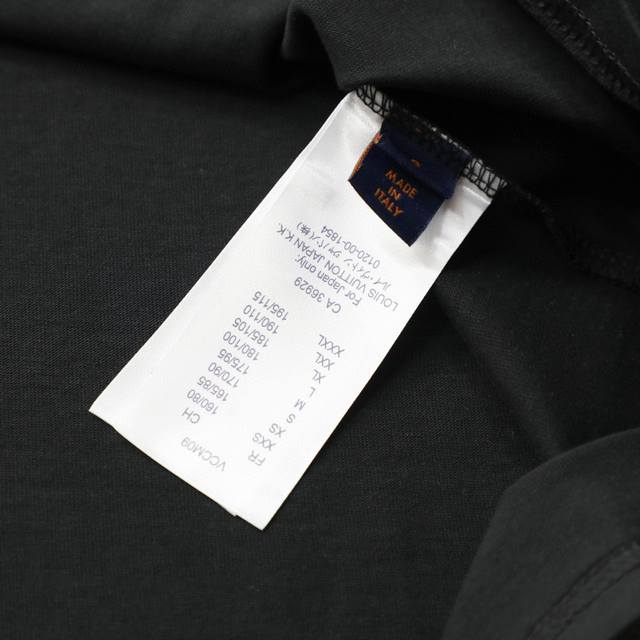 MADE
IN
ITALY
VCCM09
FR CH
XXS 160/80
XS 165/85
S 170/90
M 175/95
L 180/100
XL 185/105
XXL 190/110
XXXL 195/115
CA 36929
For Japan only:
LOUIS VUITTON JAPAN K.K.
ルイ・ヴィトン ジャパン(株)
0120-00-1854